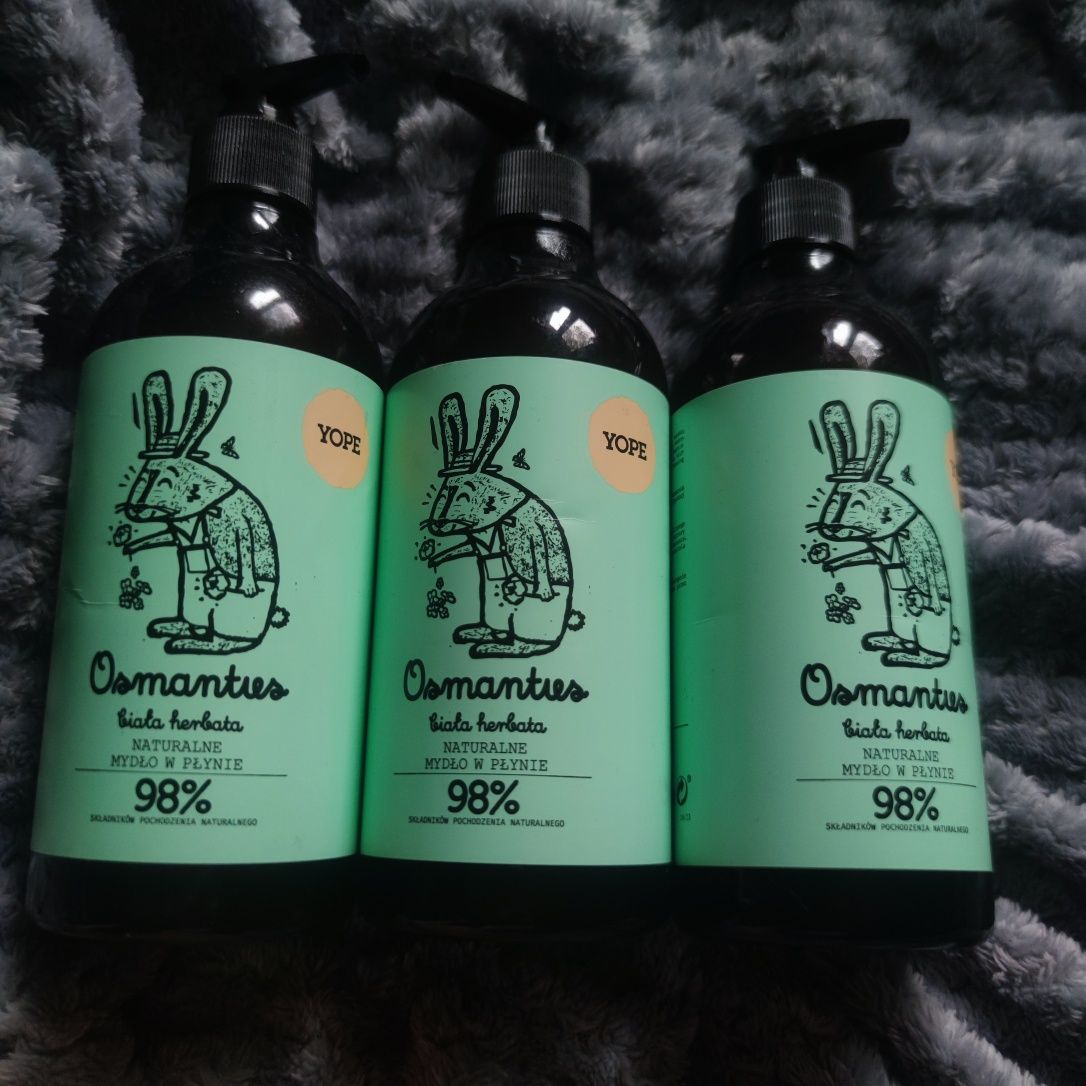 YOPE
Osmantus
biała herbata
NATURALNE
MYDŁO W PŁYNIE
98%
SKŁADNIKÓW POCHODZENIA NATURALNEGO
YOPE
Osmantus
biała herbata
NATURALNE
MYDŁO W PŁYNIE
98%
SKŁADNIKÓW POCHODZENIA NATURALNEGO
Osmantus
biała herbata
NATURALNE
MYDŁO W PŁYNIE
98%
SKŁADNIKÓW POCHODZENIA NATURALNEGO